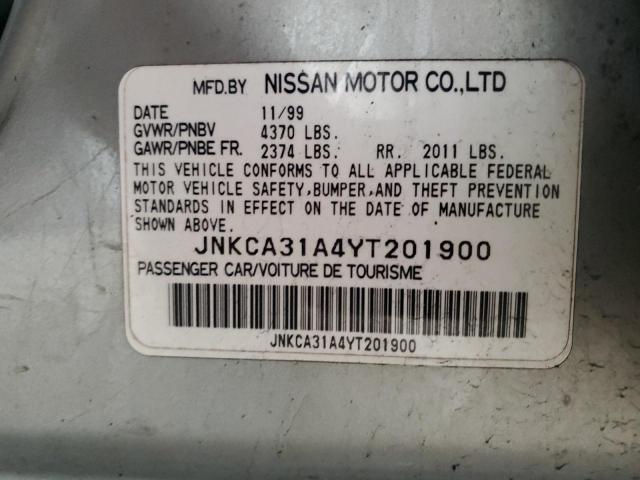 MFD.BY NISSAN MOTOR CO.,LTD
DATE 11/99
GVWR/PNBV 4370 LBS.
GAWR/PNBE FR. 2374 LBS. RR. 2011 LBS.
THIS VEHICLE CONFORMS TO ALL APPLICABLE FEDERAL
MOTOR VEHICLE SAFETY,BUMPER,AND THEFT PREVENTION
STANDARDS IN EFFECT ON THE DATE OF MANUFACTURE
SHOWN ABOVE.
JNKCA31A4YT201900
PASSENGER CAR/VOITURE DE TOURISME
JNKCA31A4YT201900